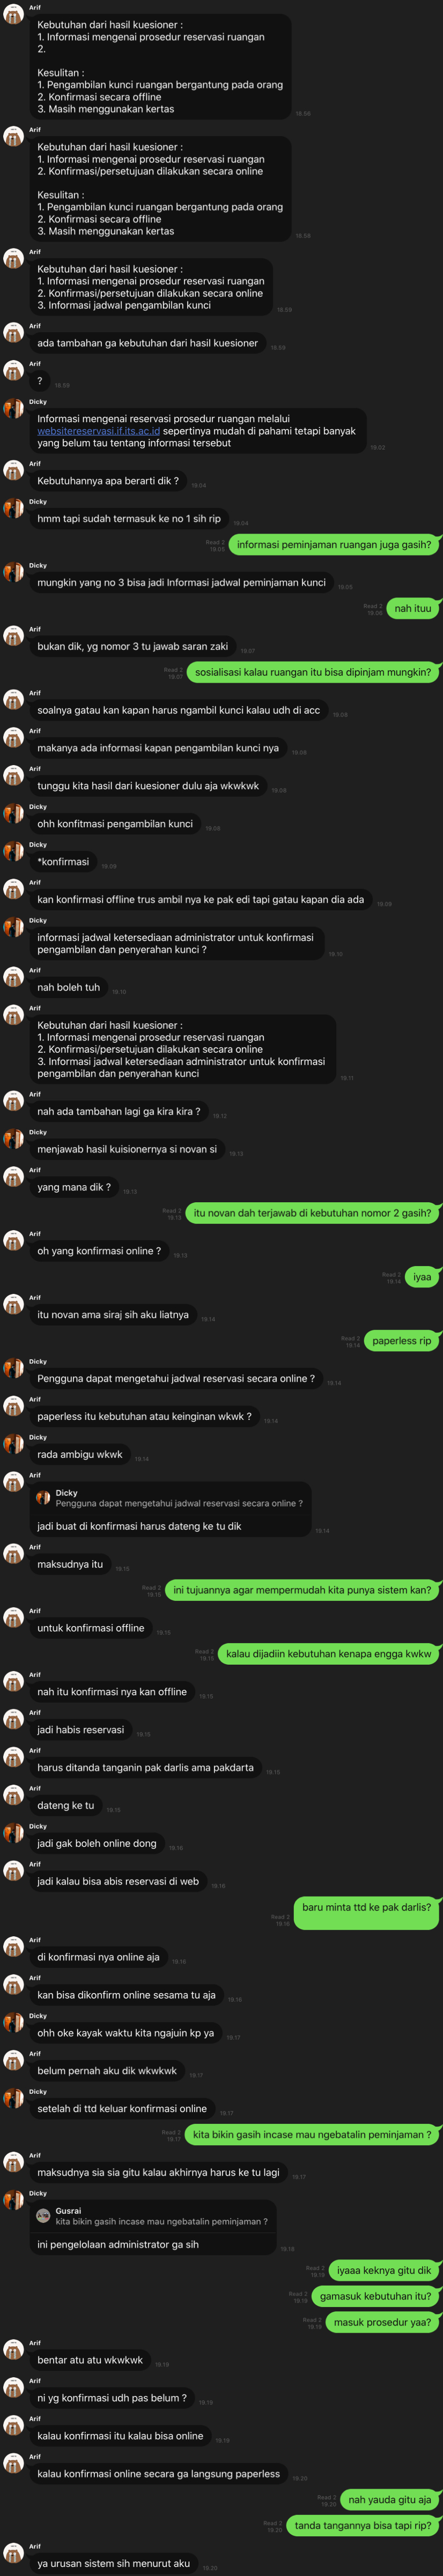 Arif
Kebutuhan dari hasil kuesioner :
1. Informasi mengenai prosedur reservasi ruangan
2.
Kesulitan :
1. Pengambilan kunci ruangan bergantung pada orang
2. Konfirmasi secara offline
3. Masih menggunakan kertas
18.58
Arif
Kebutuhan dari hasil kuesioner :
1. Informasi mengenai prosedur reservasi ruangan
2. Konfirmasi/persetujuan dilakukan secara online
Kesulitan :
1. Pengambilan kunci ruangan bergantung pada orang
2. Konfirmasi secara offline
3. Masih menggunakan kertas
18.58
Arif
Kebutuhan dari hasil kuesioner :
1. Informasi mengenai prosedur reservasi ruangan
2. Konfirmasi/persetujuan dilakukan secara online
3. Informasi jadwal pengambilan kunci
18.59
Arif
ada tambahan ga kebutuhan dari hasil kuesioner
18.59
Arif
?
18.59
Dicky
Informasi mengenai reservasi prosedur ruangan melalui
websitereservasi.if.its.ac.id sepertinya mudah di pahami tetapi banyak
yang belum tau tentang informasi tersebut
19.02
Arif
Kebutuhannya apa berarti dik ?
19.04
Dicky
hmm tapi sudah termasuk ke no 1 sih rip
19.04
Read 2
19.05
informasi peminjaman ruangan juga gasih?
Dicky
mungkin yang no 3 bisa jadi Informasi jadwal peminjaman kunci
19.05
Read 2
nah ituu
Arif
bukan dik, yg nomor 3 tu jawab saran zaki
19.07
Read 2
19.07
sosialisasi kalau ruangan itu bisa dipinjam mungkin?
Arif
soalnya gatau kan kapan harus ngambil kunci kalau udh di acc
19.08
Arif
makanya ada informasi kapan pengambilan kunci nya
19.08
Arif
tunggu kita hasil dari kuesioner dulu aja wkwkwk
19.08
Dicky
ohh konfitmasi pengambilan kunci
19.08
Dicky
*konfirmasi
19.09
Arif
kan konfirmasi offline trus ambil nya ke pak edi tapi gatau kapan dia ada
19.09
Dicky
informasi jadwal ketersediaan administrator untuk konfirmasi
pengambilan dan penyerahan kunci ?
19.10
Arif
nah boleh tuh
19.10
Arif
Kebutuhan dari hasil kuesioner :
1. Informasi mengenai prosedur reservasi ruangan
2. Konfirmasi/persetujuan dilakukan secara online
3. Informasi jadwal ketersediaan administrator untuk konfirmasi
pengambilan dan penyerahan kunci
19.11
Arif
nah ada tambahan lagi ga kira kira ?
19.12
Dicky
menjawab hasil kuisionernya si novan si
19.13
Arif
yang mana dik ?
19.13
Read 2
19.13
itu novan dah terjawab di kebutuhan nomor 2 gasih?
Arif
oh yang konfirmasi online ?
19.13
Read 2
19.14
iyaa
Arif
itu novan ama siraj sih aku liatnya
19.14
Read 2
19.14
paperless rip
Dicky
Pengguna dapat mengetahui jadwal reservasi secara online ?
19.14
Arif
paperless itu kebutuhan atau keinginan wkwk ?
19.14
Dicky
rada ambigu wkwk
19.14
Arif
Dicky
Pengguna dapat mengetahui jadwal reservasi secara online ?
jadi buat di konfirmasi harus dateng ke tu dik
19.14
Arif
maksudnya itu
19.15
Read 2
19.15
ini tujuannya agar mempermudah kita punya sistem kan?
Arif
untuk konfirmasi offline
19.15
Read 2
19.15
kalau dijadiin kebutuhan kenapa engga kwkw
Arif
nah itu konfirmasi nya kan offline
19.15
Arif
jadi habis reservasi
19.15
Arif
harus ditanda tanganin pak darlis ama pakdarta
19.15
Arif
dateng ke tu
19.15
Dicky
jadi gak boleh online dong
19.16
Arif
jadi kalau bisa abis reservasi di web
19.16
Read 2
19.16
baru minta ttd ke pak darlis?
Arif
di konfirmasi nya online aja
19.16
Arif
kan bisa dikonfirm online sesama tu aja
19.16
Dicky
ohh oke kayak waktu kita ngajuin kp ya
19.17
Arif
belum pernah aku dik wkwkwk
19.17
Dicky
setelah di ttd keluar konfirmasi online
19.17
Read 2
19.17
kita bikin gasih incase mau ngebatalin peminjaman ?
Arif
maksudnya sia sia gitu kalau akhirnya harus ke tu lagi
19.17
Dicky
Gusrai
kita bikin gasih incase mau ngebatalin peminjaman ?
ini pengelolaan administrator ga sih
19.18
Read 2
19.19
iyaaa keknya gitu dik
Read 2
19.19
gamasuk kebutuhan itu?
Read 2
19.19
masuk prosedur yaa?
Arif
bentar atu atu wkwkwk
19.19
Arif
ni yg konfirmasi udh pas belum ?
19.19
Arif
kalau konfirmasi itu kalau bisa online
19.19
Arif
kalau konfirmasi online secara ga langsung paperless
19.20
Read 2
19.20
nah yauda gitu aja
Read 2
19.20
tanda tangannya bisa tapi rip?
Arif
ya urusan sistem sih menurut aku
19.20